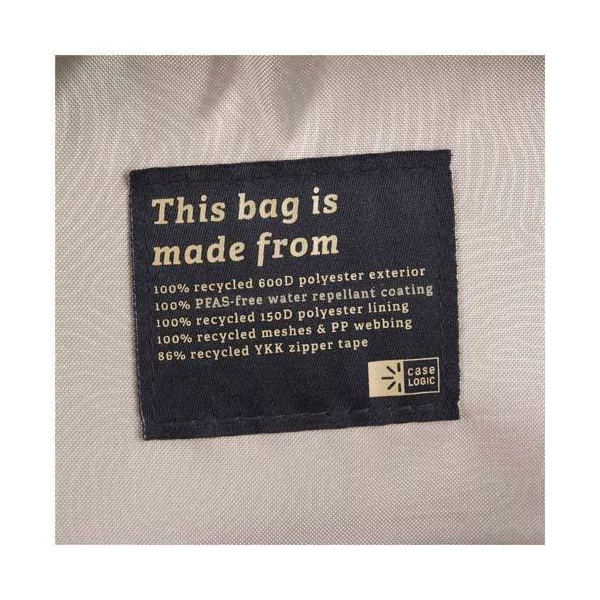 This bag is
made from
100% recycled 600D polyester exterior
100% PFAS-free water repellant coating
100% recycled 150D polyester lining
100% recycled meshes & PP webbing
86% recycled YKK zipper tape
case
LOGIC